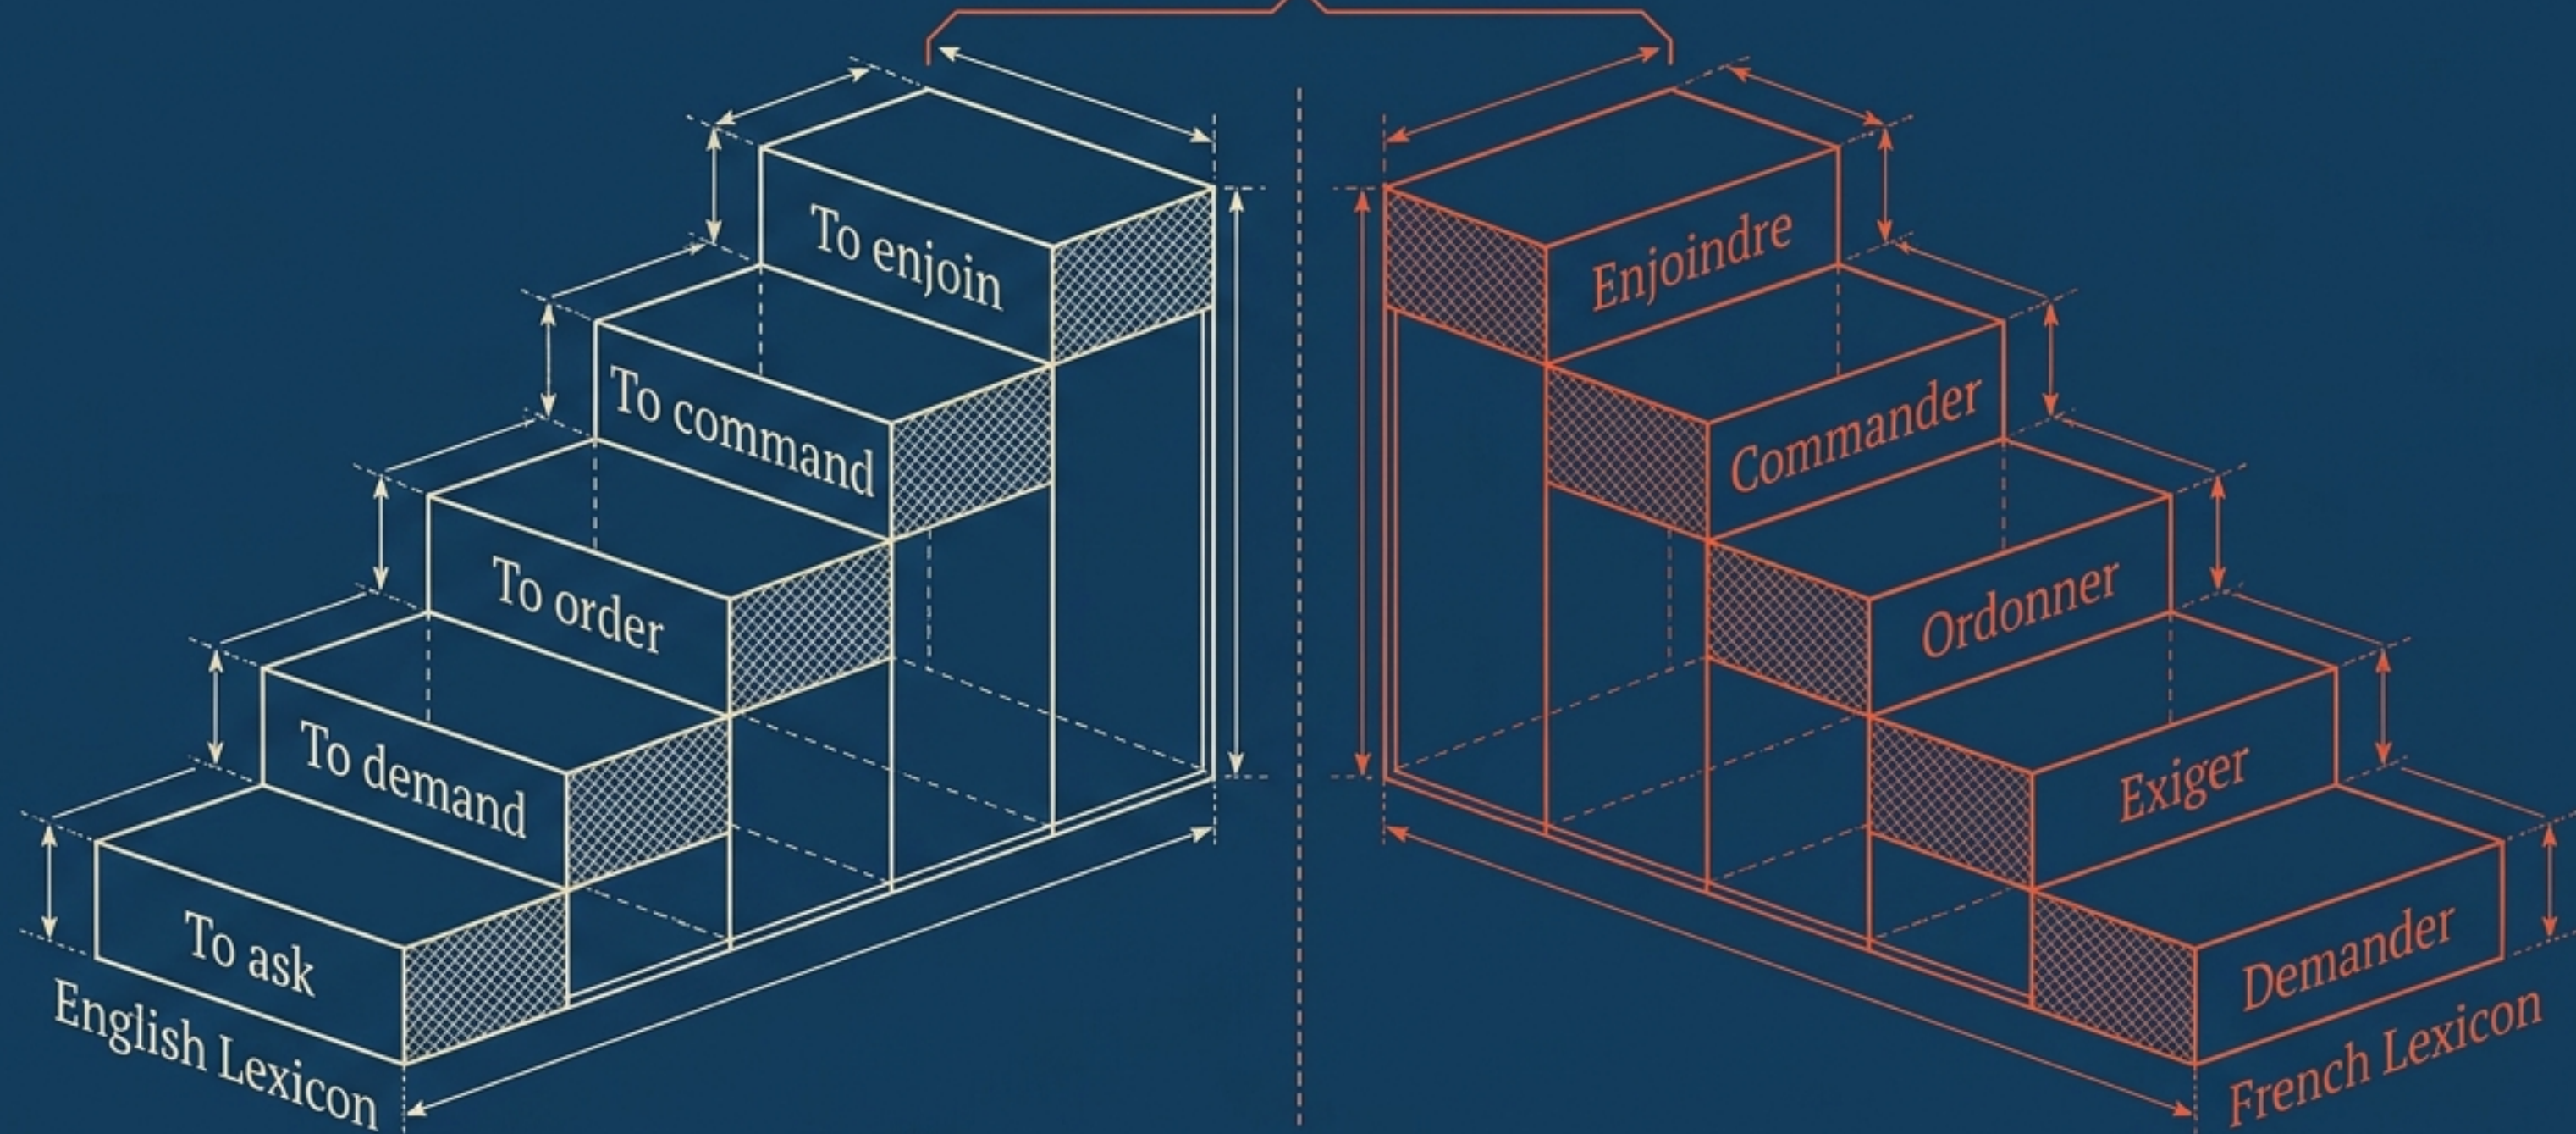 To enjoin
To command
To order
To demand
To ask
English Lexicon
Enjoindre
Commander
Ordonner
Exiger
Demander
French Lexicon